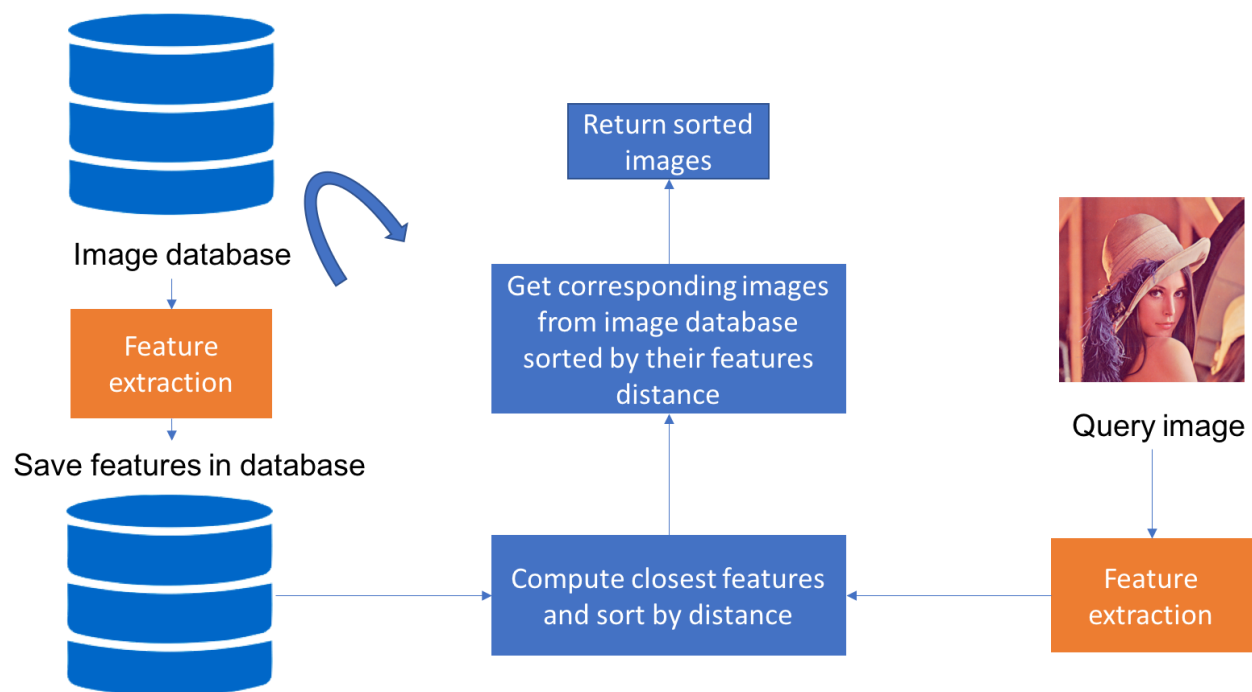 Image database
Feature
extraction
Save features in database
Return sorted
images
Get corresponding images
from image database
sorted by their features
distance
Compute closest features
and sort by distance
Query image
Feature
extraction